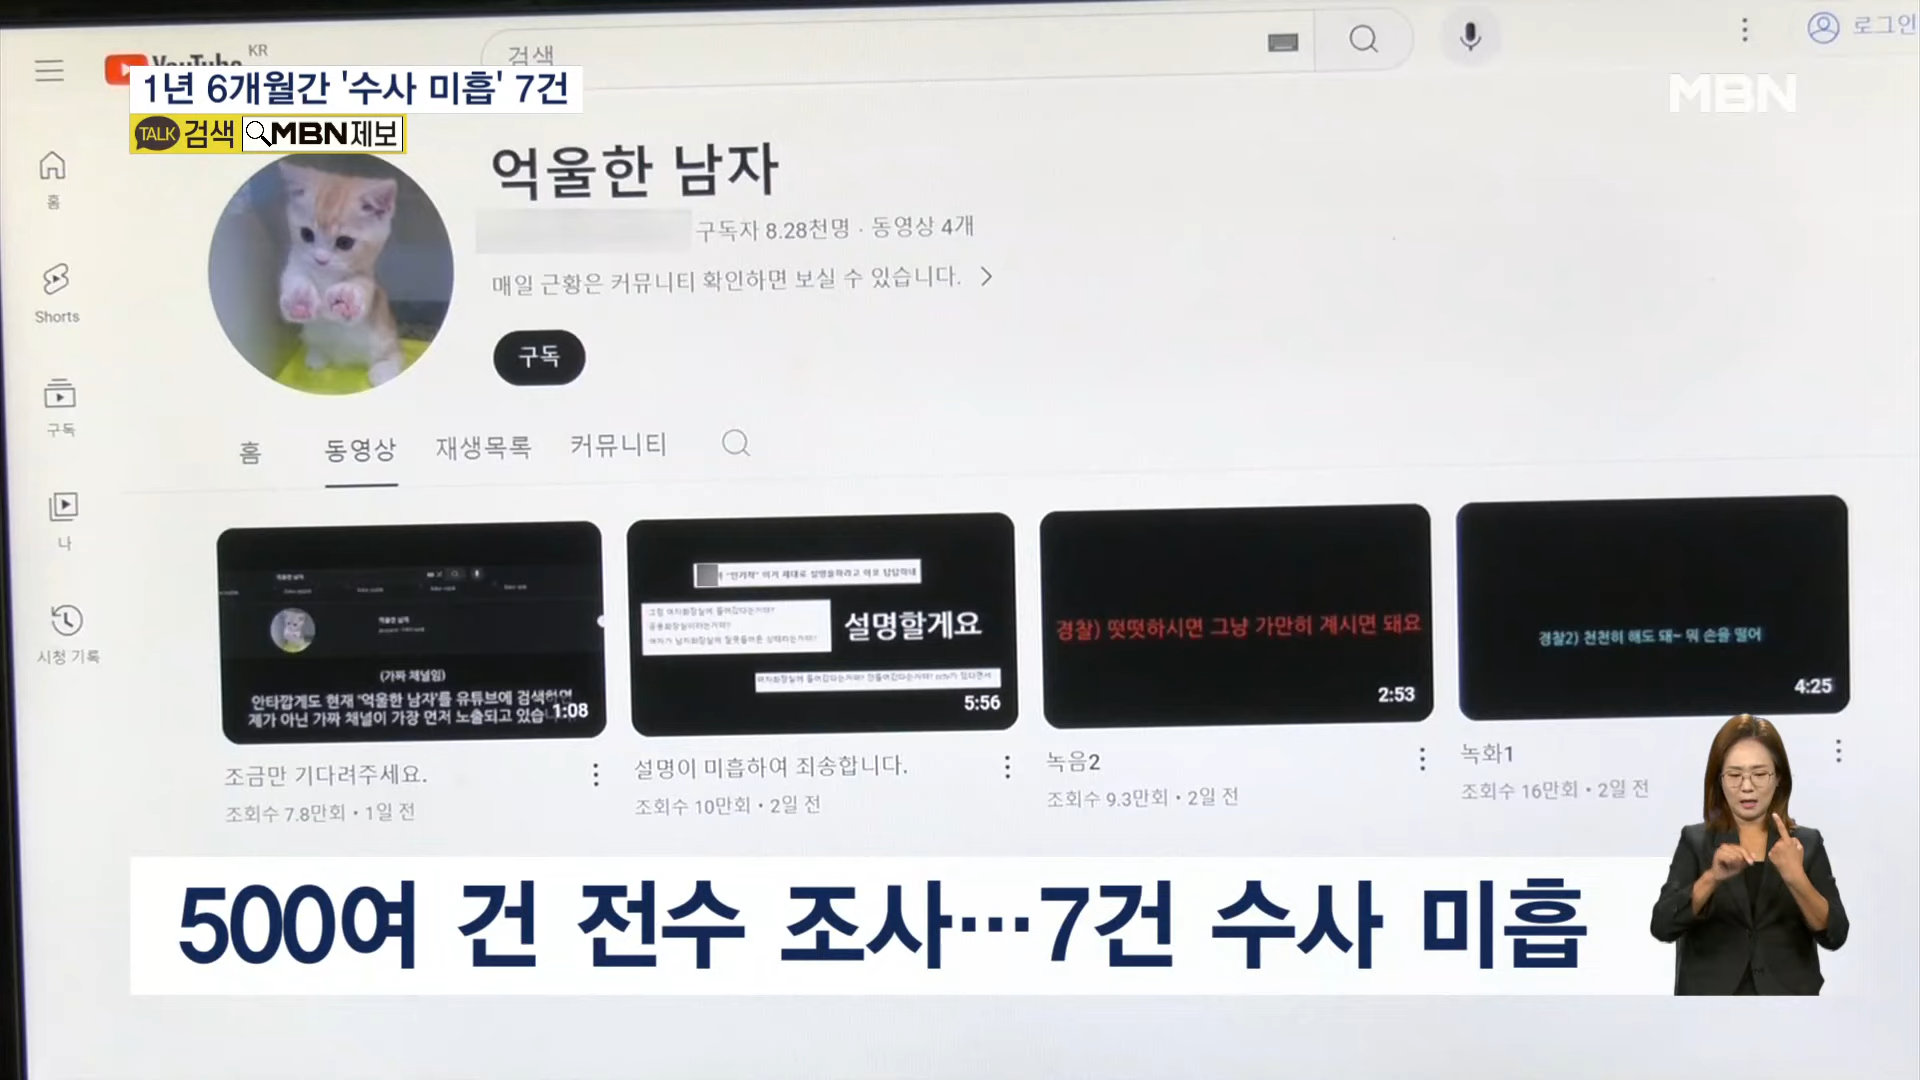 YouTube KR
검색
로그인
1년 6개월간 '수사 미흡' 7건
TALK 검색 MBN제보
MBN
억울한 남자
구독자 8.28천명 · 동영상 4개
매일 근황은 커뮤니티 확인하면 보실 수 있습니다. >
구독
홈
Shorts
구독
나
시청 기록
홈 동영상 재생목록 커뮤니티
억울한 남자
(가짜 채널임)
안타깝게도 현재 '억울한 남자'를 유튜브에 검색하면
제가 아닌 가짜 채널이 가장 먼저 노출되고 있습
1:08
설명할게요
5:56
경찰) 떳떳하시면 그냥 가만히 계시면 돼요
2:53
경찰2) 천천히 해도 돼~ 뭐 손을 떨어
4:25
조금만 기다려주세요.
조회수 7.8만회 • 1일 전
설명이 미흡하여 죄송합니다.
조회수 10만회 • 2일 전
녹음2
조회수 9.3만회 • 2일 전
녹화1
조회수 16만회 • 2일 전
500여 건 전수 조사…7건 수사 미흡